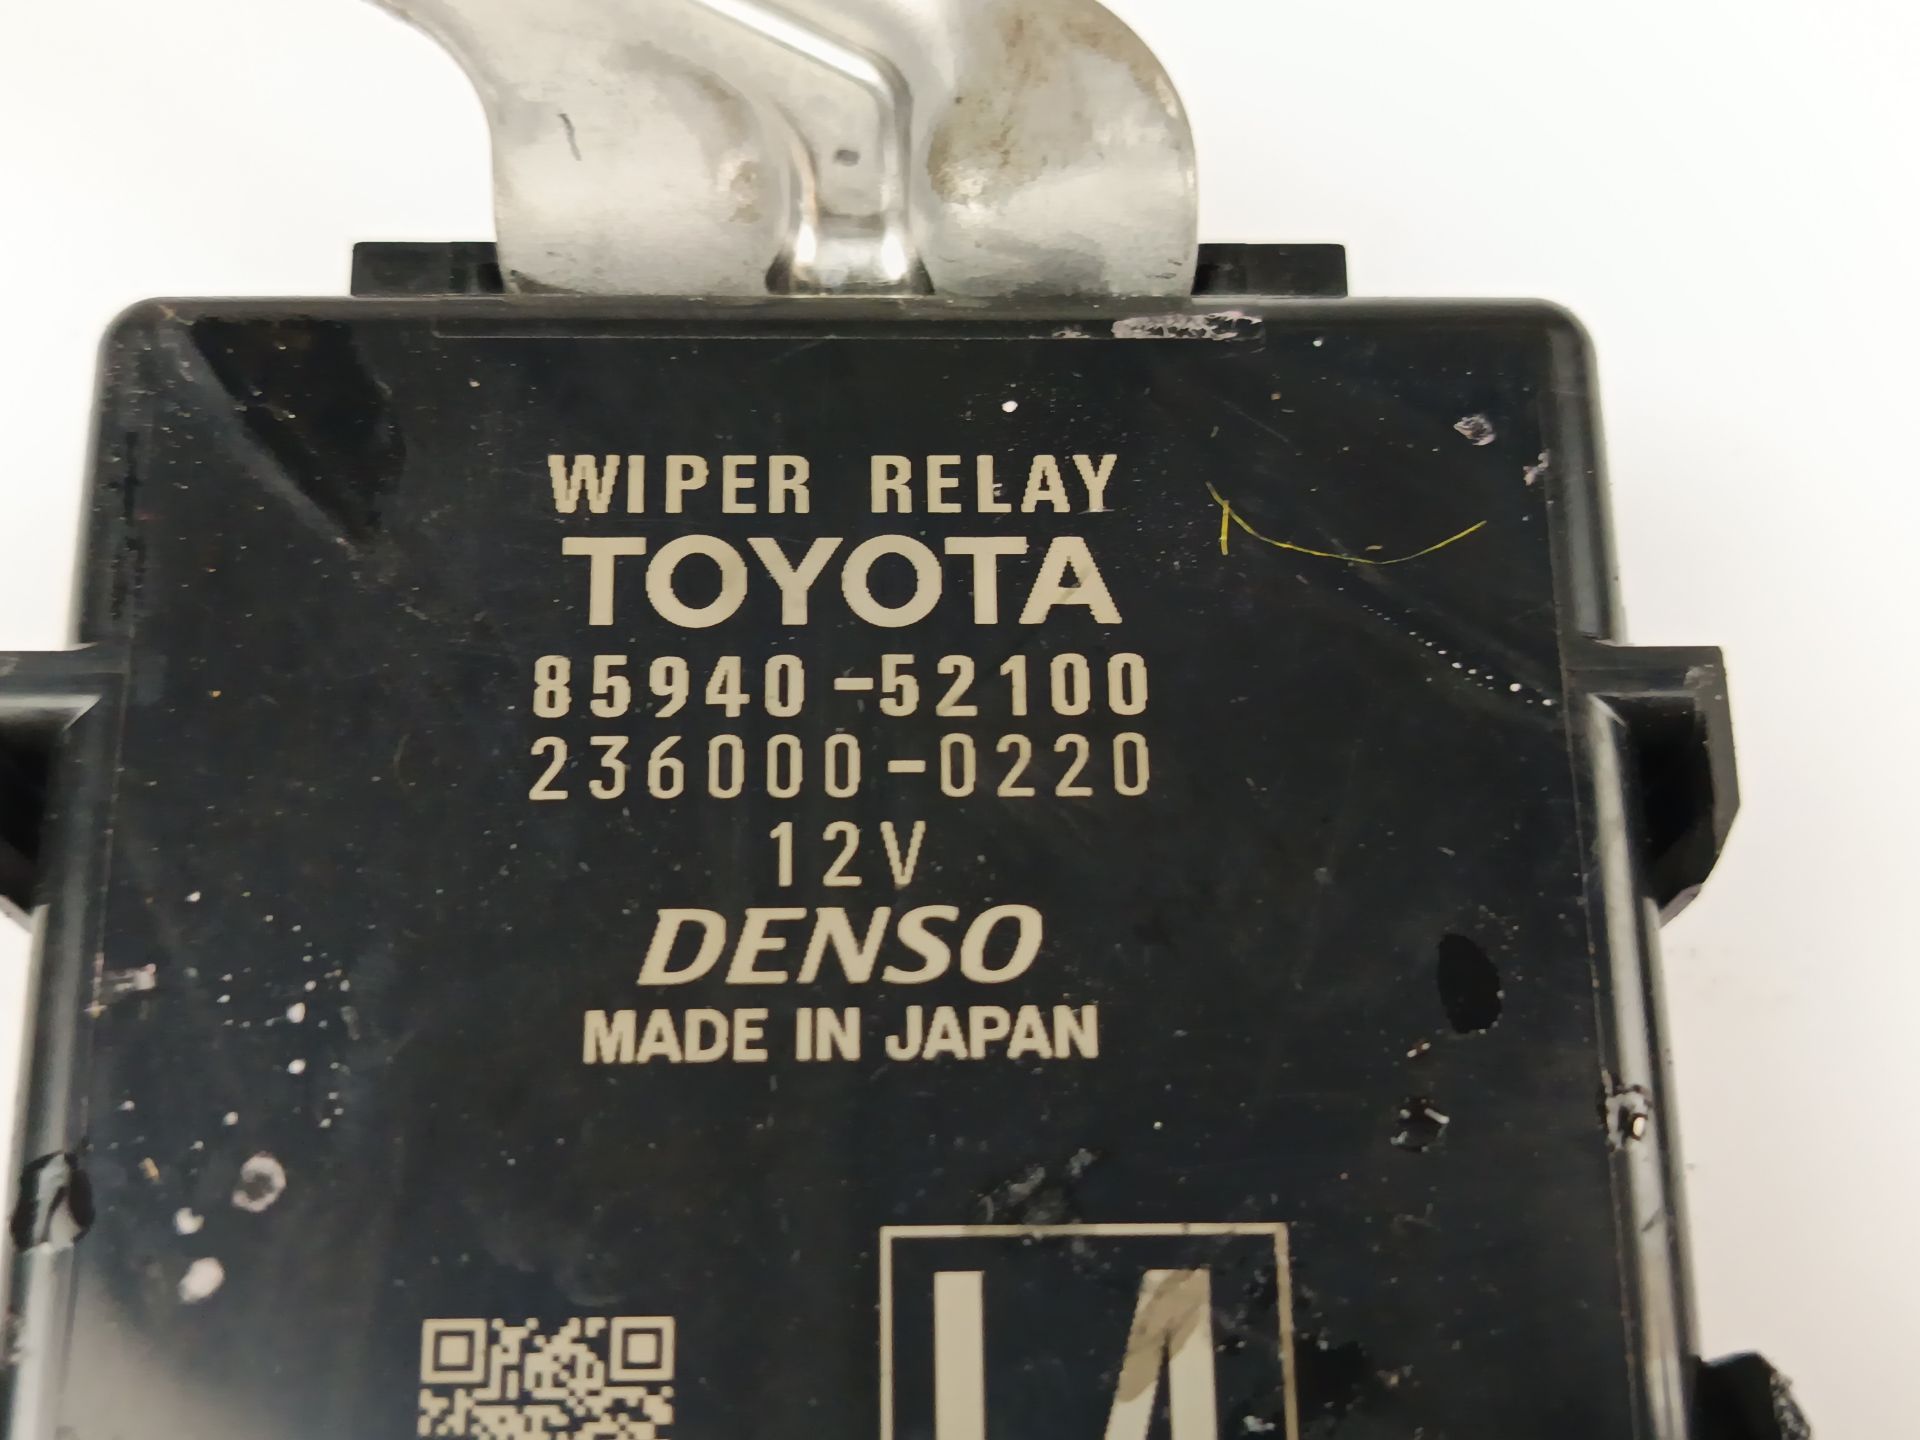 WIPER RELAY
TOYOTA
85940-52100
236000-0220
12V
DENSO
MADE IN JAPAN